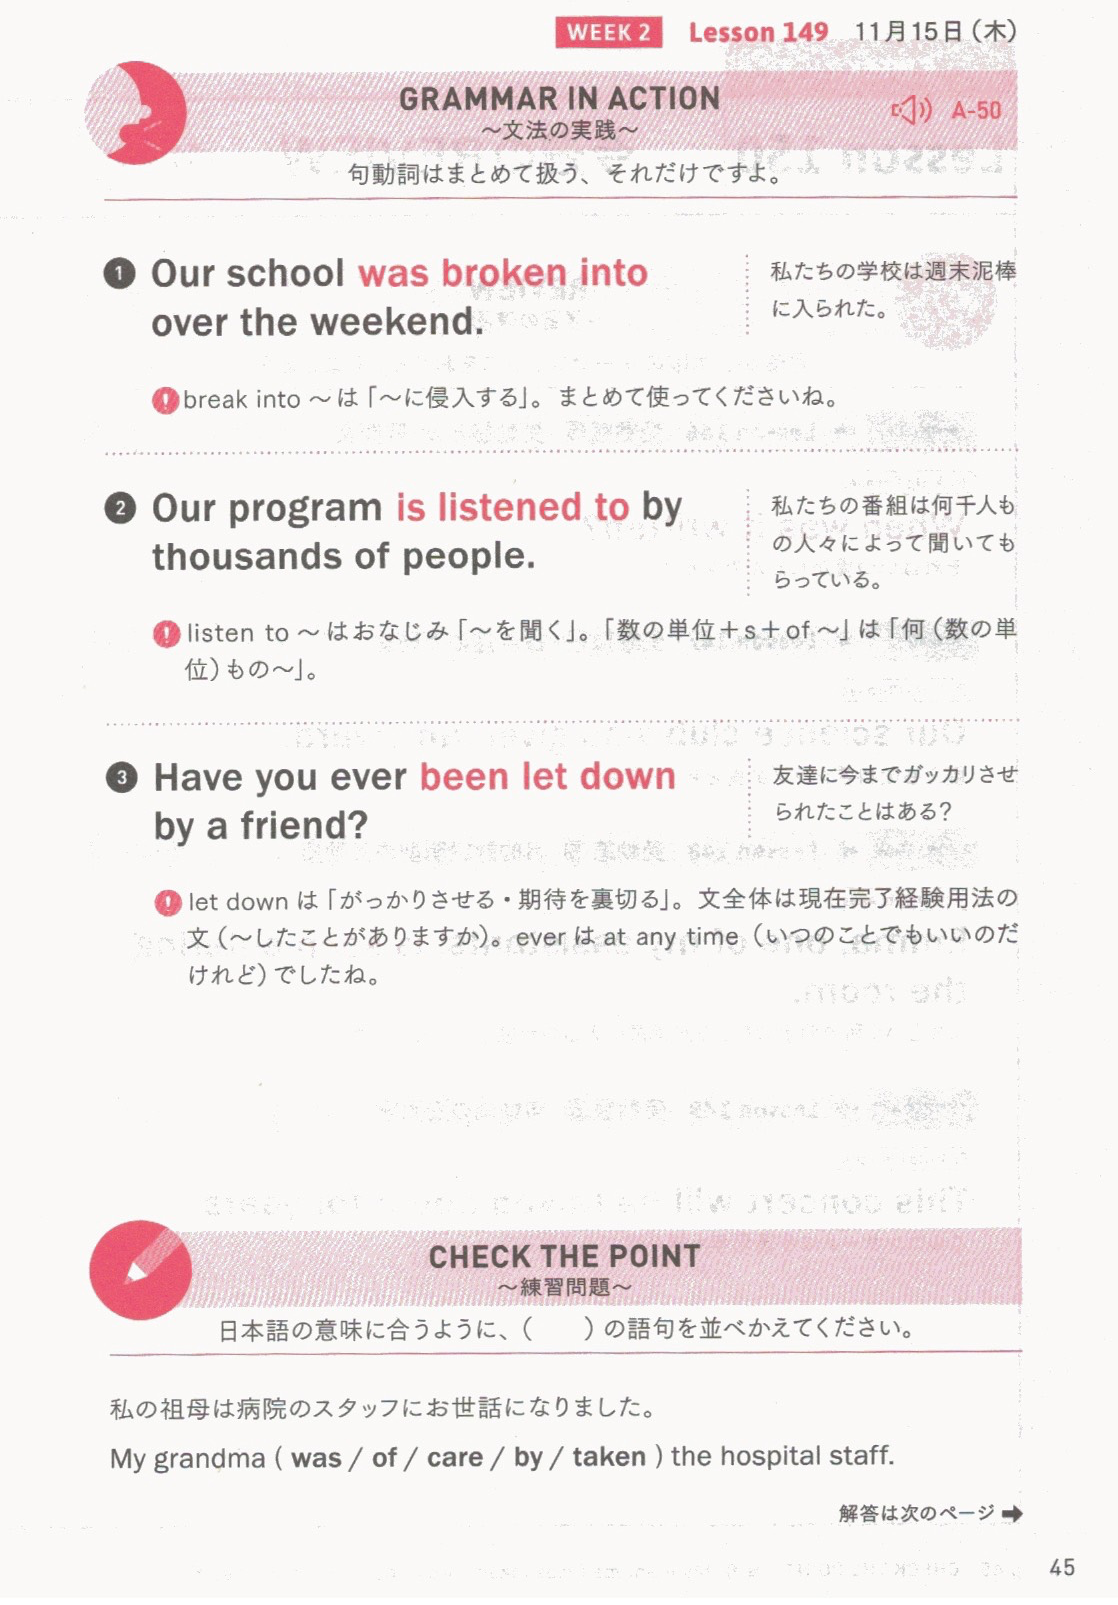 WEEK 2 Lesson 149 11月15日（木）
GRAMMAR IN ACTION
～文法の実践～
A-50
句動詞はまとめて扱う、それだけですよ。
1 Our school was broken into
over the weekend.
私たちの学校は週末泥棒
に入られた。
break into ～は「～に侵入する」。まとめて使ってくださいね。
2 Our program is listened to by
thousands of people.
私たちの番組は何千人も
の人々によって聞いても
らっている。
listen to ～はおなじみ「～を聞く」。「数の単位＋s＋of ～」は「何（数の単
位）もの～」。
3 Have you ever been let down
by a friend?
友達に今までガッカリさせ
られたことはある？
let down は「がっかりさせる・期待を裏切る」。文全体は現在完了経験用法の
文（～したことがありますか）。ever は at any time（いつのことでもいいのだ
けれど）でしたね。
CHECK THE POINT
～練習問題～
日本語の意味に合うように、（　　）の語句を並べかえてください。
私の祖母は病院のスタッフにお世話になりました。
My grandma ( was / of / care / by / taken ) the hospital staff.
解答は次のページ ➡
45